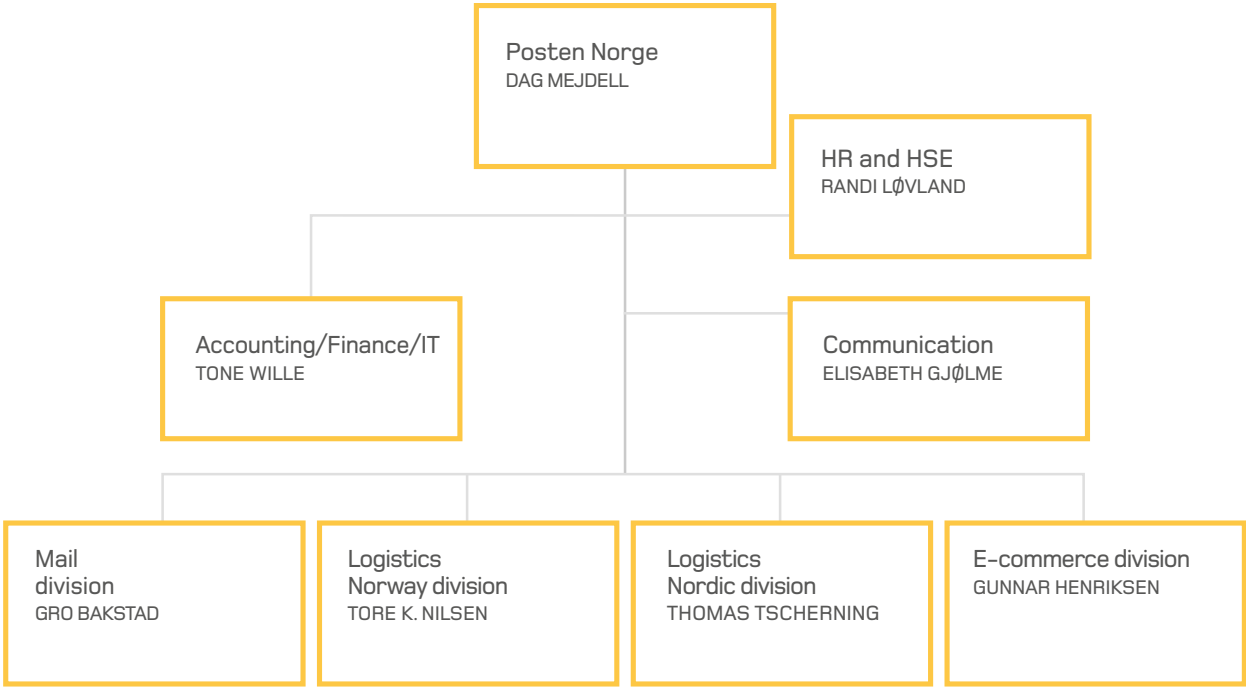 Posten Norge
DAG MEJDELL
HR and HSE
RANDI LØVLAND
Accounting/Finance/IT
TONE WILLE
Communication
ELISABETH GJØLME
Mail
division
GRO BAKSTAD
Logistics
Norway division
TORE K. NILSEN
Logistics
Nordic division
THOMAS TSCHERNING
E-commerce division
GUNNAR HENRIKSEN